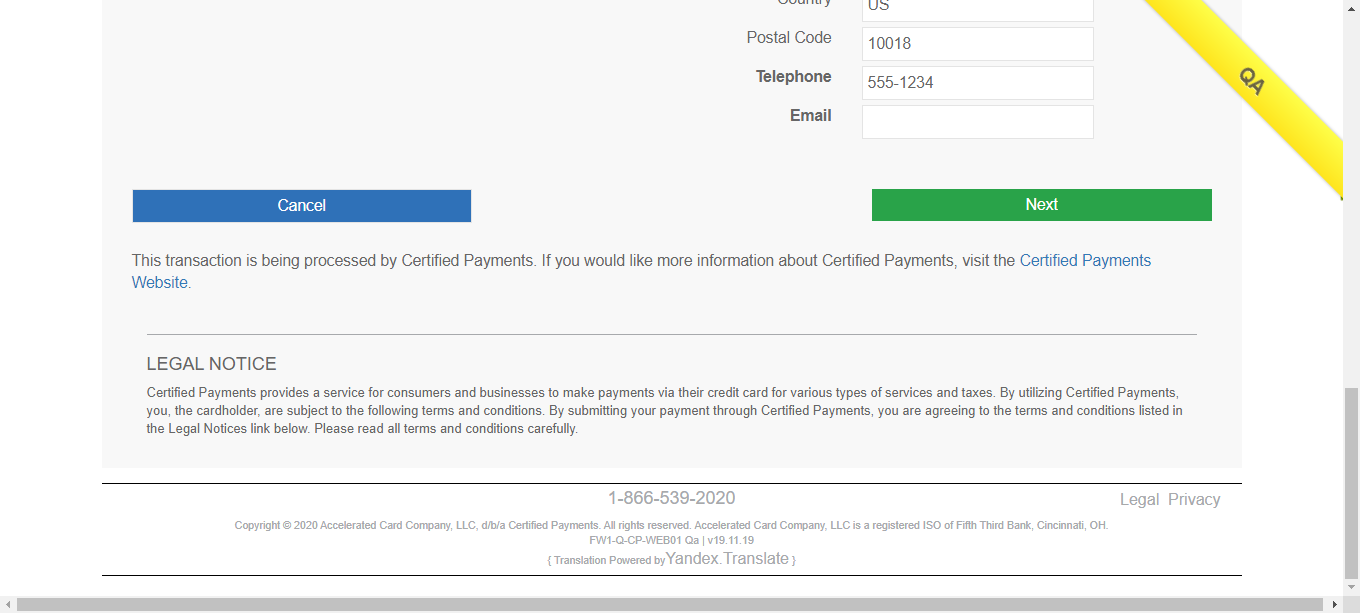 Country
US
Postal Code
10018
Telephone
555-1234
Email
QA
Cancel
Next
This transaction is being processed by Certified Payments. If you would like more information about Certified Payments, visit the Certified Payments
Website.
LEGAL NOTICE
Certified Payments provides a service for consumers and businesses to make payments via their credit card for various types of services and taxes. By utilizing Certified Payments,
you, the cardholder, are subject to the following terms and conditions. By submitting your payment through Certified Payments, you are agreeing to the terms and conditions listed in
the Legal Notices link below. Please read all terms and conditions carefully.
1-866-539-2020
Legal Privacy
Copyright © 2020 Accelerated Card Company, LLC, d/b/a Certified Payments. All rights reserved. Accelerated Card Company, LLC is a registered ISO of Fifth Third Bank, Cincinnati, OH.
FW1-Q-CP-WEB01 Qa | v19.11.19
{ Translation Powered by Yandex.Translate }